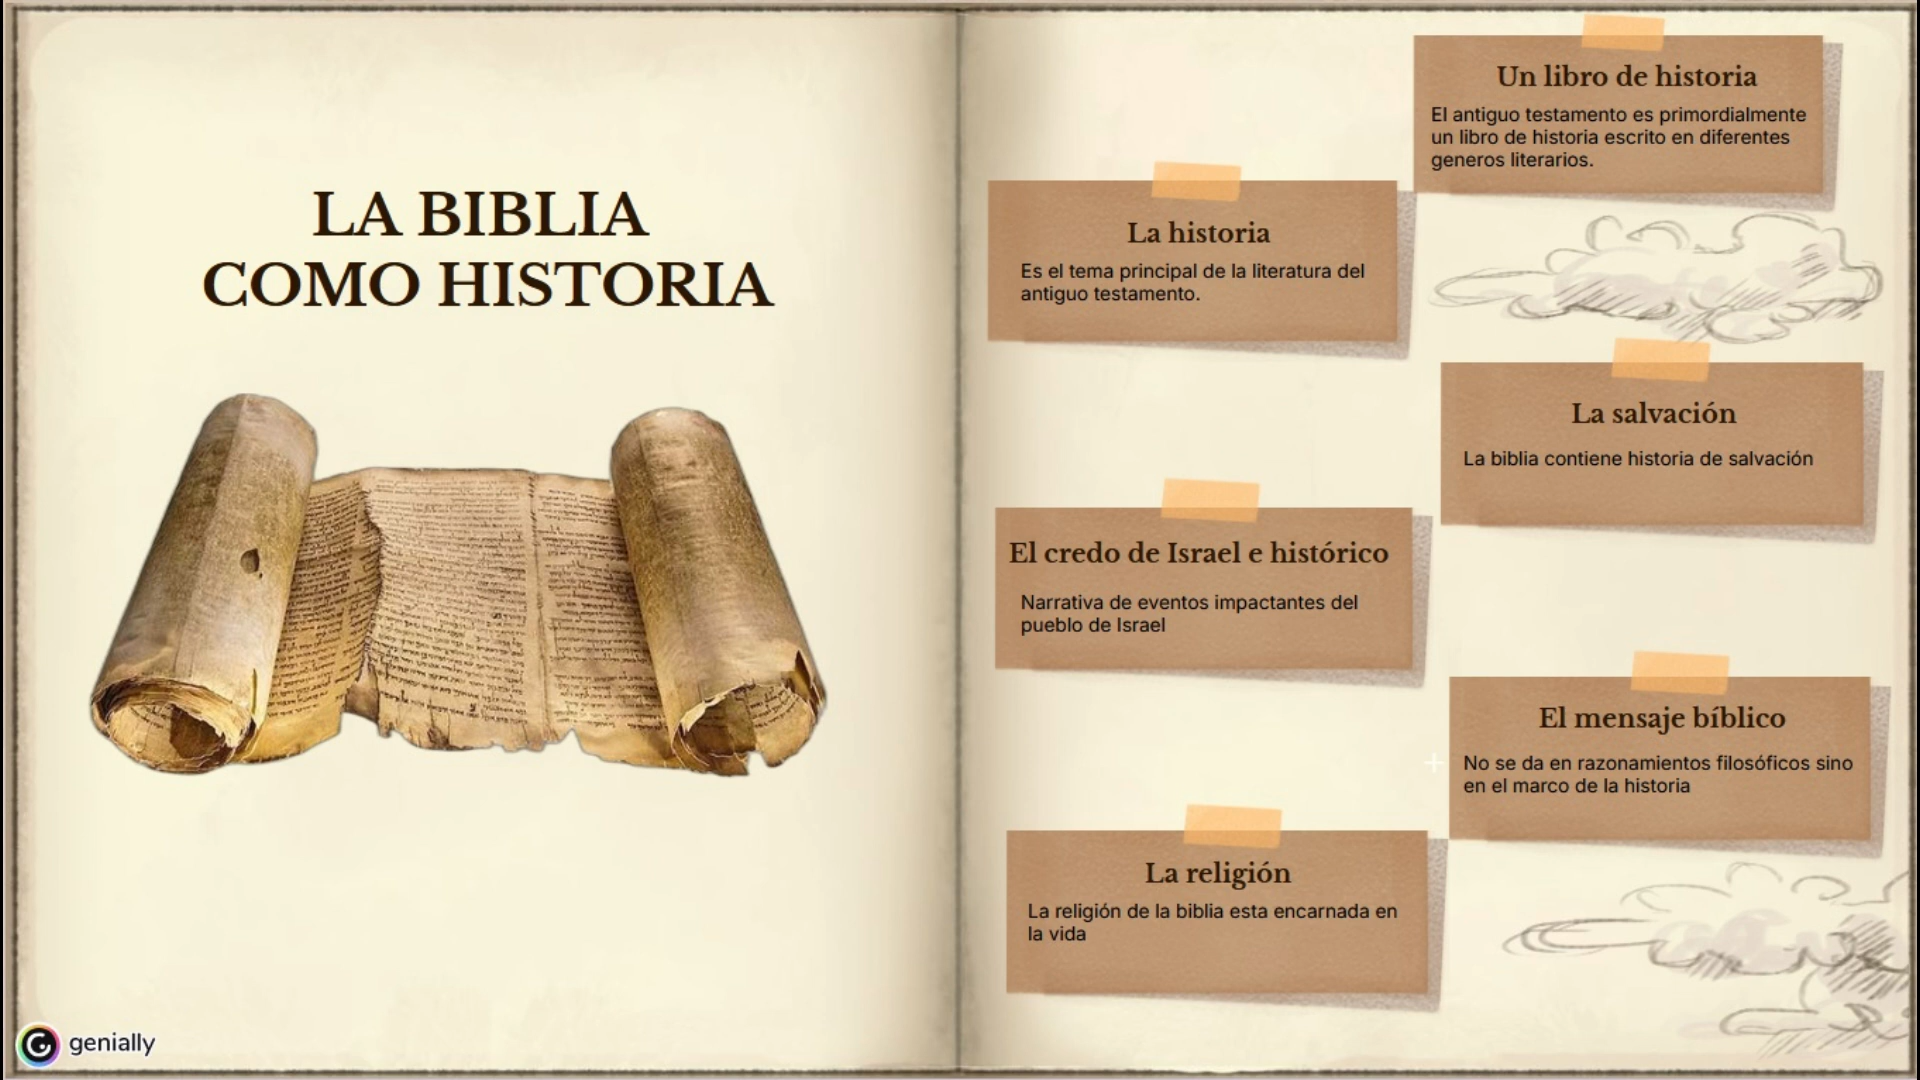 LA BIBLIA
COMO HISTORIA
Un libro de historia
El antiguo testamento es primordialmente
un libro de historia escrito en diferentes
generos literarios.
La historia
Es el tema principal de la literatura del
antiguo testamento.
La salvación
La biblia contiene historia de salvación
El credo de Israel e histórico
Narrativa de eventos impactantes del
pueblo de Israel
El mensaje bíblico
No se da en razonamientos filosóficos sino
en el marco de la historia
La religión
La religión de la biblia esta encarnada en
la vida
genially